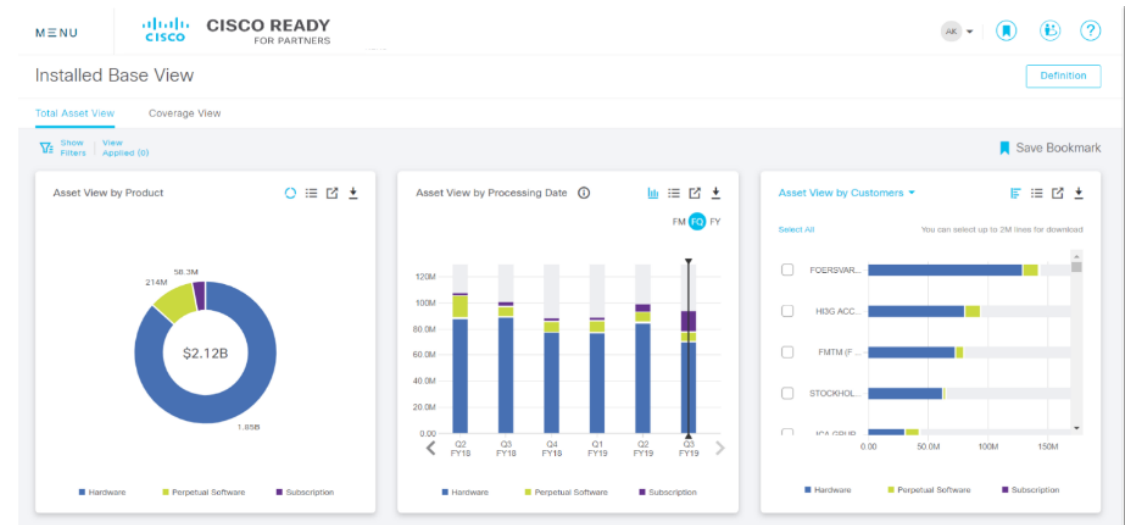 MENU
CISCO
CISCO READY
FOR PARTNERS
AK
?
Installed Base View
Definition
Total Asset View
Coverage View
Show Filters
View Applied (0)
Save Bookmark
Asset View by Product
58.3M
214M
$2.12B
1.85B
Hardware
Perpetual Software
Subscription
Asset View by Processing Date
FM FQ FY
120M
100M
80.0M
60.0M
40.0M
20.0M
0.00
Q2 FY18
Q3 FY18
Q4 FY18
Q1 FY19
Q2 FY19
Q3 FY19
Hardware
Perpetual Software
Subscription
Asset View by Customers
Select All
You can select up to 2M lines for download
FOERSVAR...
HI3G ACC...
FMTM (F ...
STOCKHOL...
0.00
50.0M
100M
150M
Hardware
Perpetual Software
Subscription